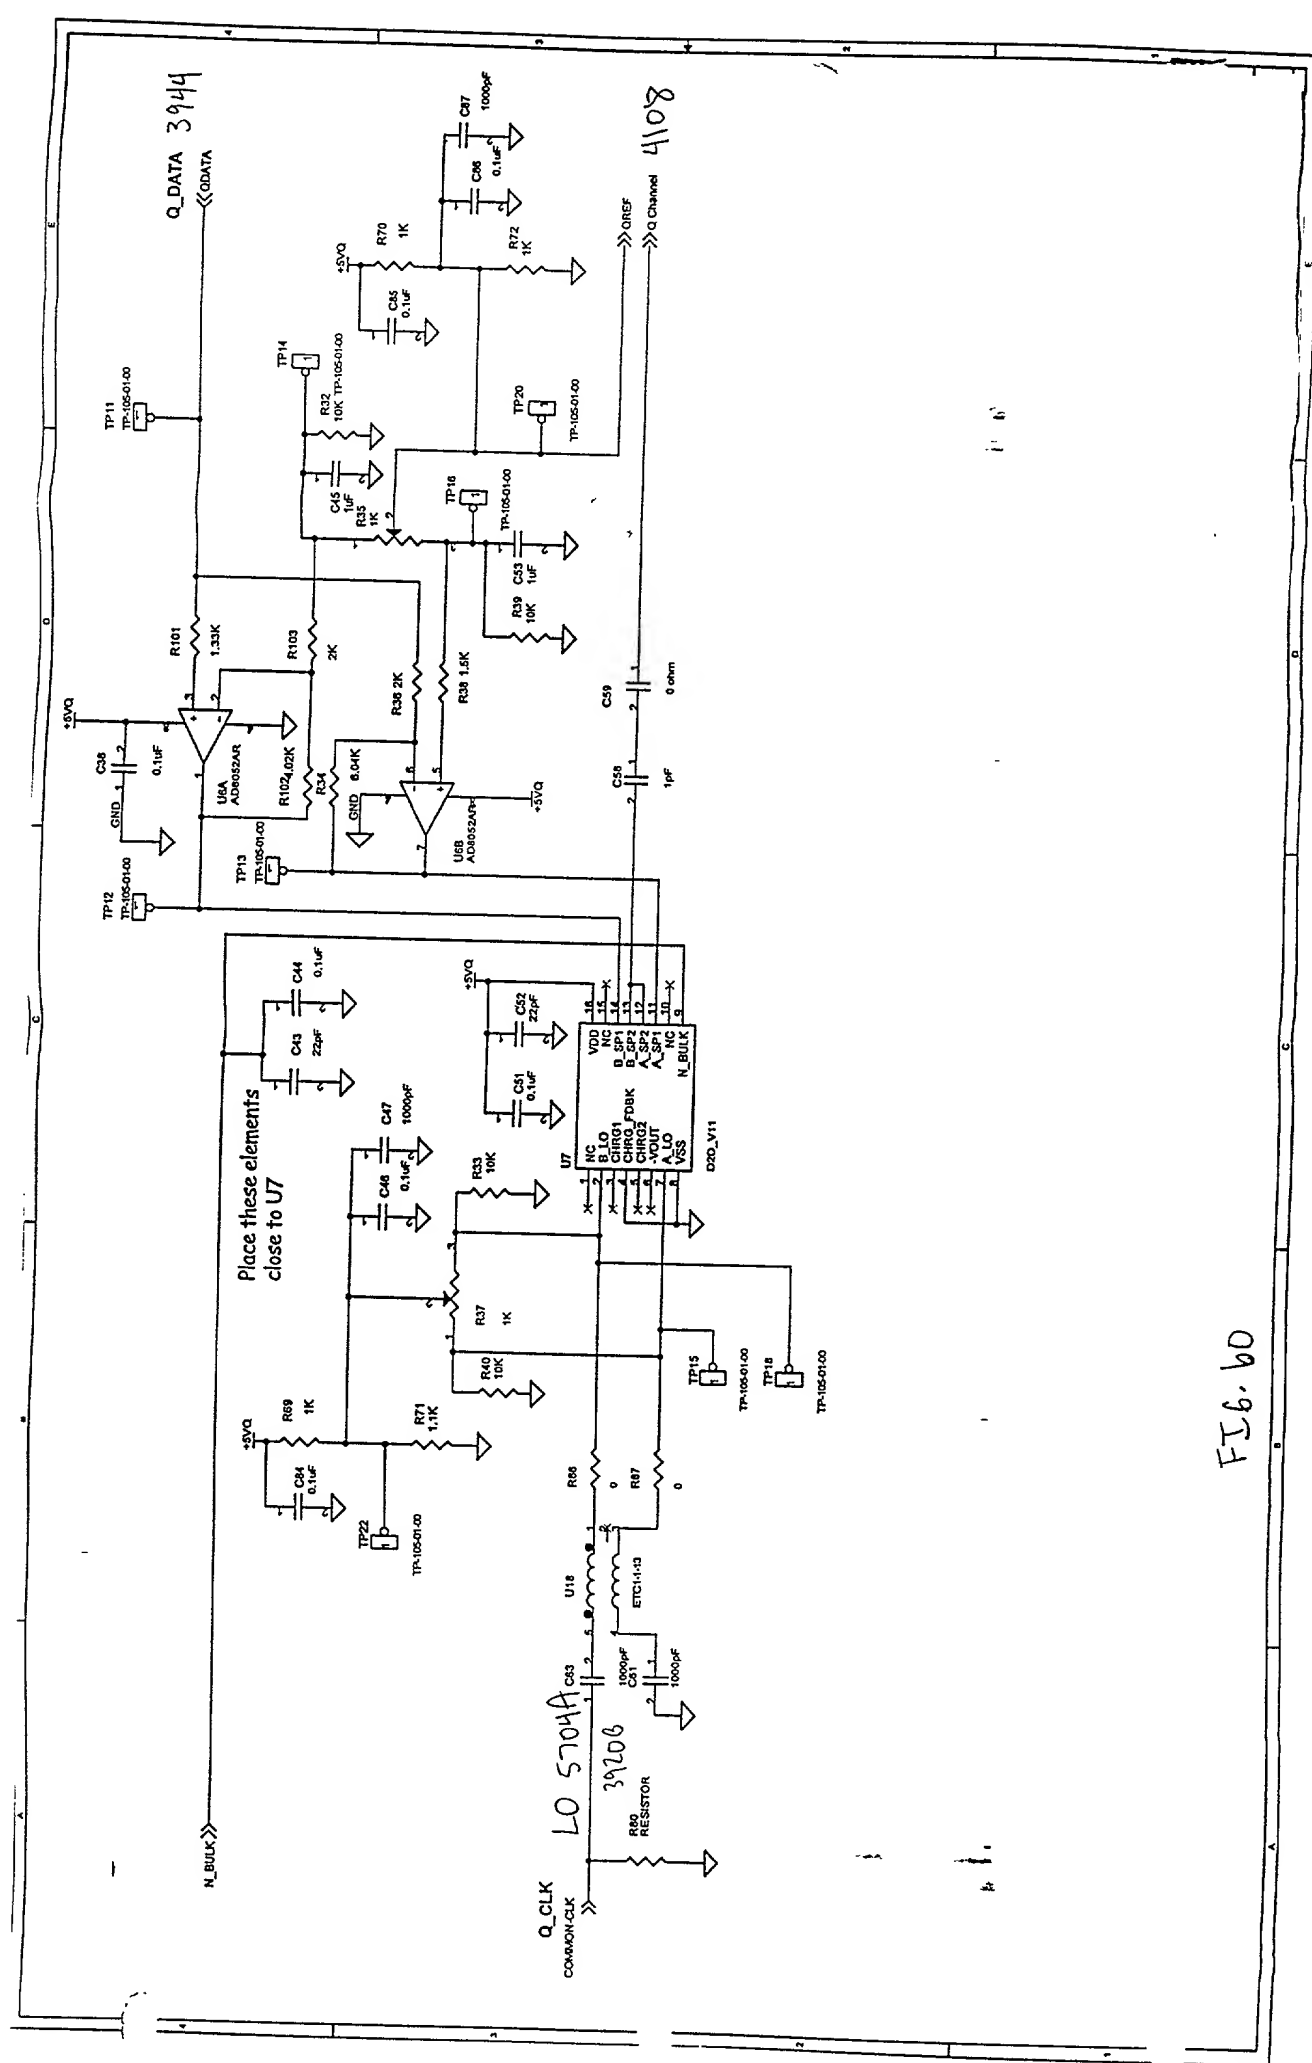 Q_DATA 3944
QDATA
TP11
TP-105-01-00
TP12
TP-105-01-00
+5VQ
C38
0.1uF
GND
R101
1.33K
U6A
AD8052AR
R103
2K
R102
4.02K
R34
6.04K
R36 2K
R38 1.5K
GND
U6B
AD8052AR
+5VQ
TP13
TP-105-01-00
TP14
TP-105-01-00
R32
10K
C45
1uF
R35
1K
TP16
TP-105-01-00
C53
1uF
R39
10K
TP20
TP-105-01-00
+5VQ
R70
1K
C85
0.1uF
R72
1K
C86
0.1uF
C87
1000pF
QREF
Q Channel 4108
C59
0 ohm
C58
1pF
N_BULK
C44
0.1uF
C43
22pF
Place these elements
close to U7
+5VQ
C52
22pF
C51
0.1uF
U7
NC
B_LO
CHRG1
CHRG_FDBK
CHRG2
-VOUT
A_LO
VSS
VDD
NC
B_SP1
B_SP2
A_SP2
A_SP1
NC
N_BULK
D2D_V11
C47
1000pF
C46
0.1uF
R33
10K
R37
1K
R40
10K
+5VQ
R69
1K
C84
0.1uF
R71
1.1K
TP22
TP-105-01-00
TP15
TP-105-01-00
TP18
TP-105-01-00
R86
0
R87
0
U18
ETC1-1-13
C63
1000pF
C61
1000pF
LO 5704A
3920B
R80
RESISTOR
Q_CLK
COMMON-CLK
FIG. 60